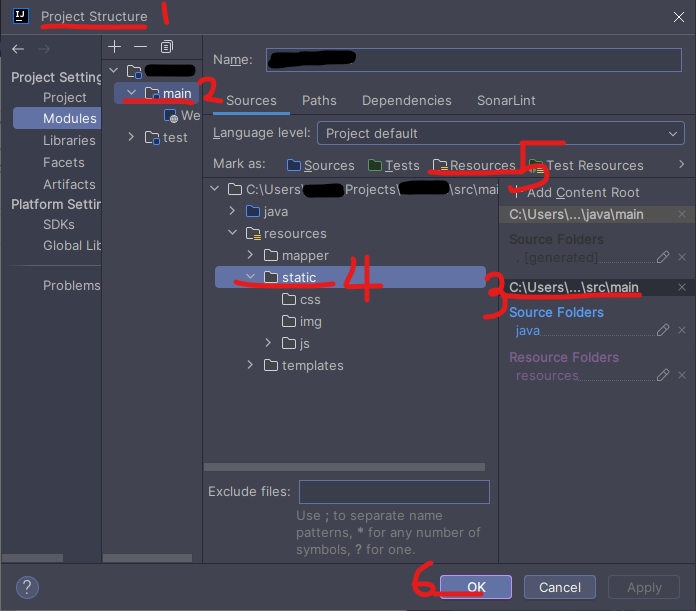 Project Structure 1
Project Setting
Project
Modules
Libraries
Facets
Artifacts
Platform Settin
SDKs
Global Lib
Problems
main 2
We
test
Name:
Sources Paths Dependencies SonarLint
Language level: Project default
Mark as: Sources Tests Resources 5 Test Resources
C:\Users\ Projects\ \src\mai
java
resources
mapper
static 4
css
img
js
templates
+ Add Content Root
C:\Users\...\java\main
Source Folders
. [generated]
3 C:\Users\...\src\main
Source Folders
java
Resource Folders
resources
Exclude files:
Use ; to separate name
patterns, * for any number of
symbols, ? for one.
? 6 OK Cancel Apply